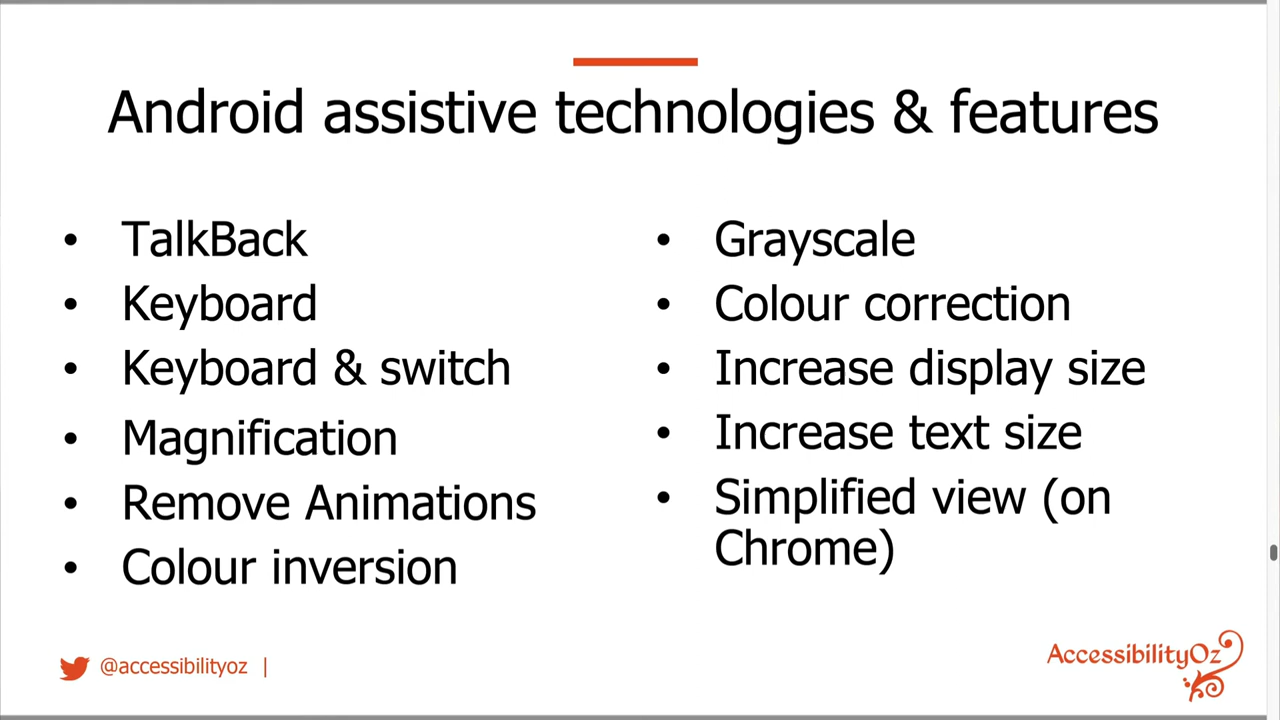 Android assistive technologies & features
• TalkBack
• Keyboard
• Keyboard & switch
• Magnification
• Remove Animations
• Colour inversion
• Grayscale
• Colour correction
• Increase display size
• Increase text size
• Simplified view (on
Chrome)
@accessibilityoz |
AccessibilityOz